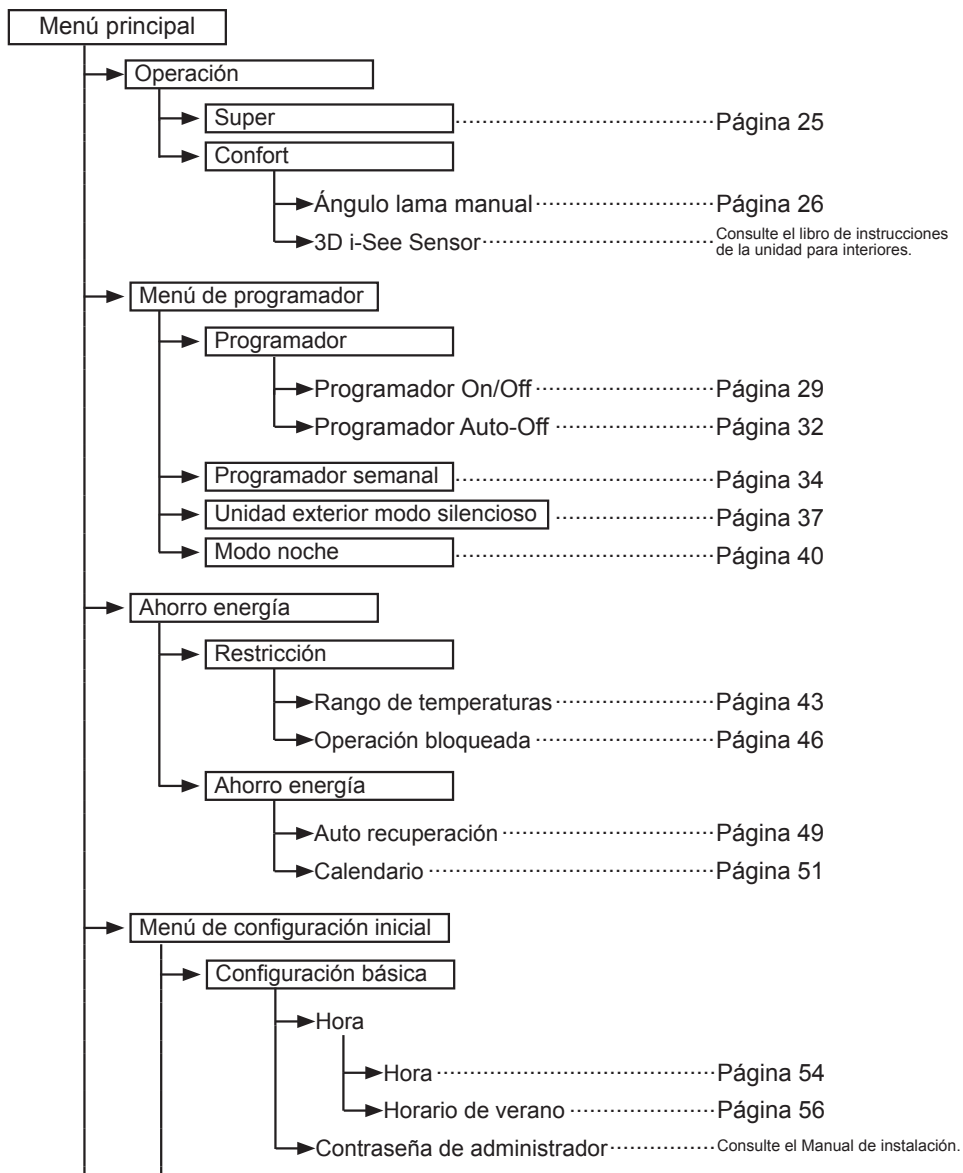 Menú principal
Operación
Super Página 25
Confort
Ángulo lama manual Página 26
3D i-See Sensor Consulte el libro de instrucciones
de la unidad para interiores.
Menú de programador
Programador
Programador On/Off Página 29
Programador Auto-Off Página 32
Programador semanal Página 34
Unidad exterior modo silencioso Página 37
Modo noche Página 40
Ahorro energía
Restricción
Rango de temperaturas Página 43
Operación bloqueada Página 46
Ahorro energía
Auto recuperación Página 49
Calendario Página 51
Menú de configuración inicial
Configuración básica
Hora
Hora Página 54
Horario de verano Página 56
Contraseña de administrador Consulte el Manual de instalación.